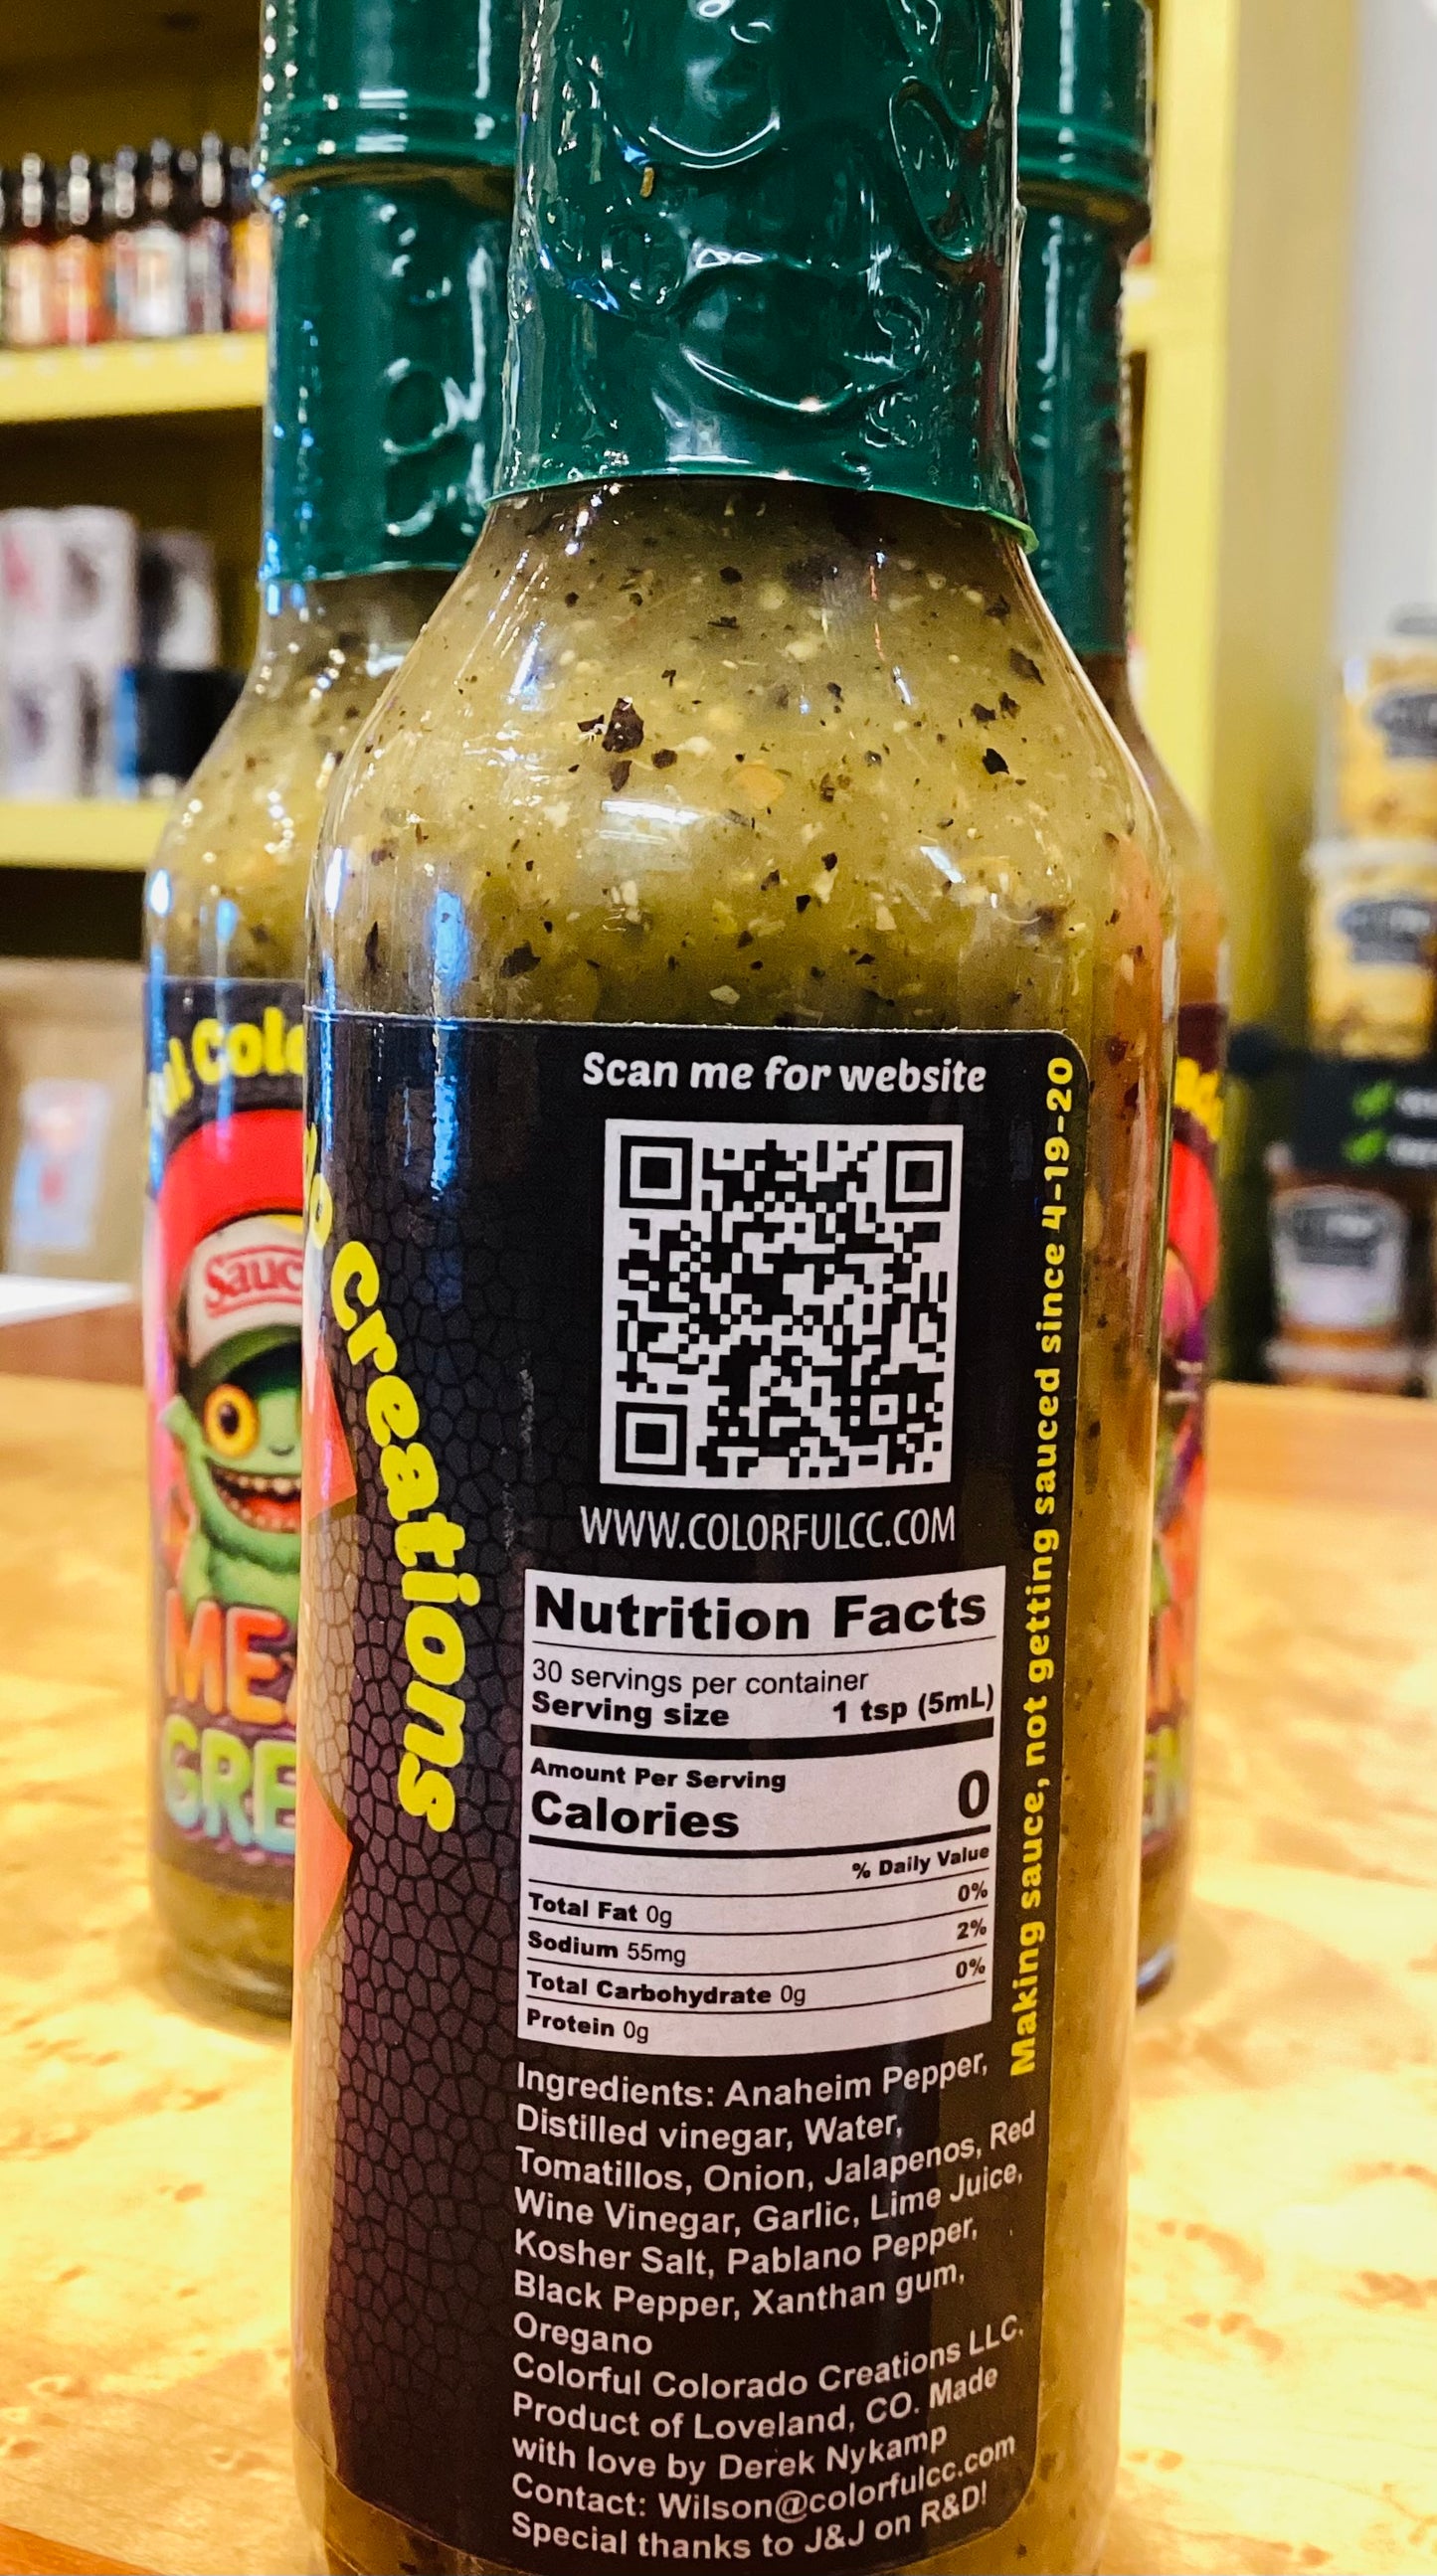 Scan me for website
WWW.COLORFULCC.COM
Making sauce, not getting sauced since 4-19-20
Creations
Nutrition Facts
30 servings per container
Serving size 1 tsp (5mL)
Amount Per Serving
Calories 0
% Daily Value
Total Fat 0g 0%
Sodium 55mg 2%
Total Carbohydrate 0g 0%
Protein 0g
Ingredients: Anaheim Pepper,
Distilled vinegar, Water,
Tomatillos, Onion, Jalapenos, Red
Wine Vinegar, Garlic, Lime Juice,
Kosher Salt, Pablano Pepper,
Black Pepper, Xanthan gum,
Oregano
Colorful Colorado Creations LLC.
Product of Loveland, CO. Made
with love by Derek Nykamp
Contact: Wilson@colorfulcc.com
Special thanks to J&J on R&D!